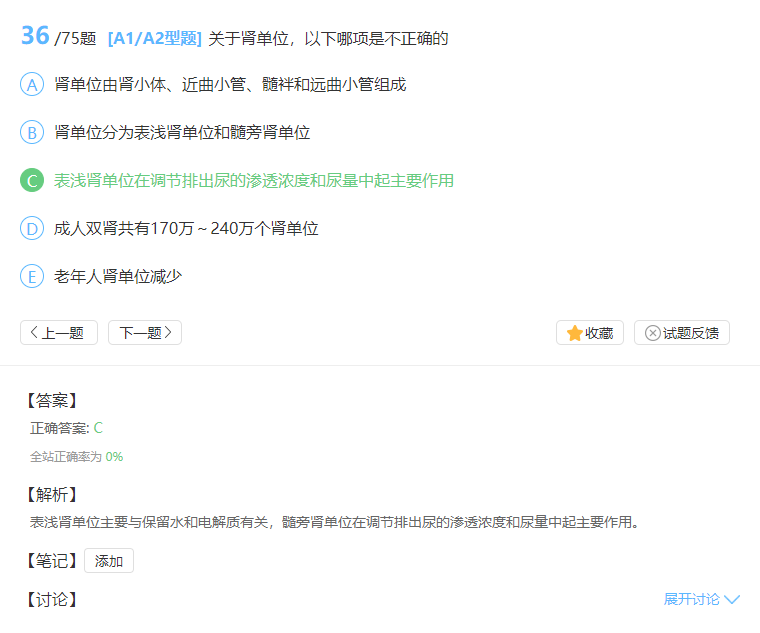 36 /75题 [A1/A2型题] 关于肾单位，以下哪项是不正确的
A 肾单位由肾小体、近曲小管、髓袢和远曲小管组成
B 肾单位分为表浅肾单位和髓旁肾单位
C 表浅肾单位在调节排出尿的渗透浓度和尿量中起主要作用
D 成人双肾共有170万～240万个肾单位
E 老年人肾单位减少
上一题 下一题 收藏 试题反馈
【答案】
正确答案: C
全站正确率为 0%
【解析】
表浅肾单位主要与保留水和电解质有关，髓旁肾单位在调节排出尿的渗透浓度和尿量中起主要作用。
【笔记】 添加
【讨论】 展开讨论